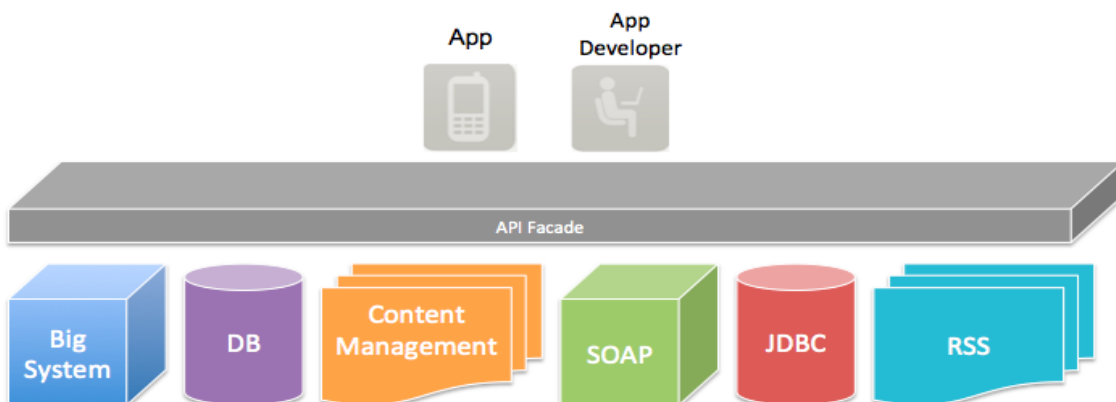 App
App
Developer
API Facade
Big
System
DB
Content
Management
SOAP
JDBC
RSS